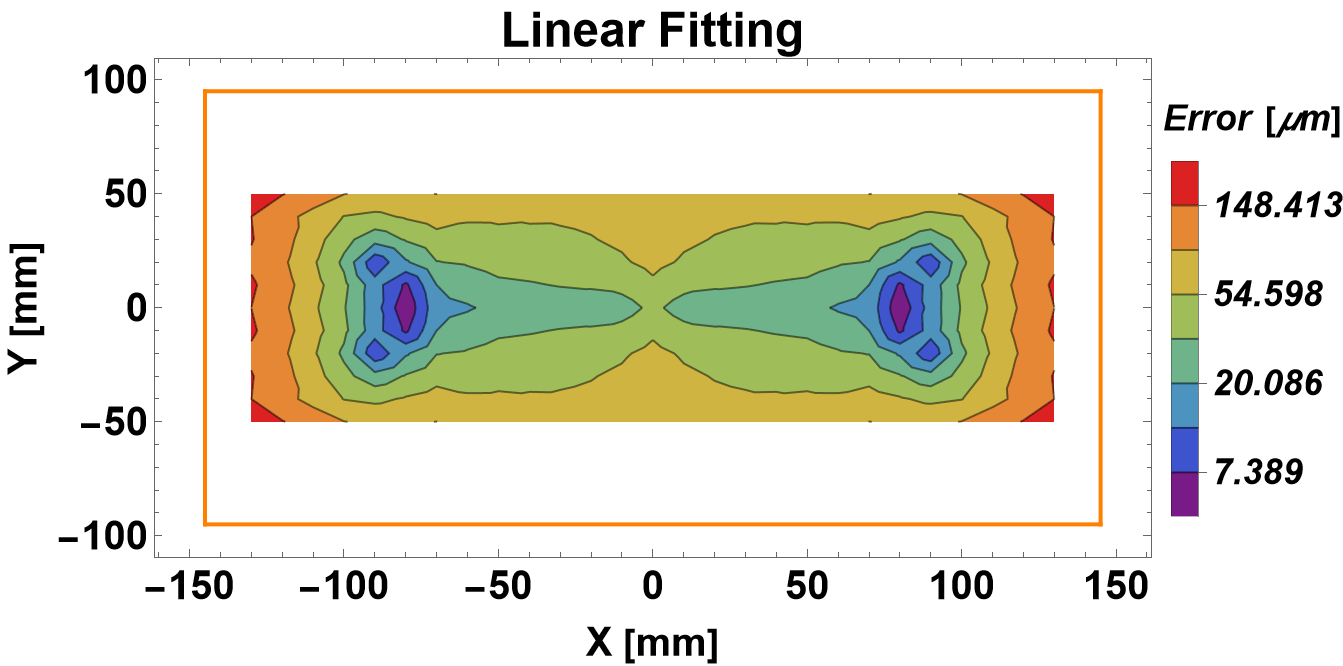 Linear Fitting
Error [μm]
148.413
54.598
20.086
7.389
Y [mm]
100
50
0
−50
−100
−150 −100 −50 0 50 100 150
X [mm]